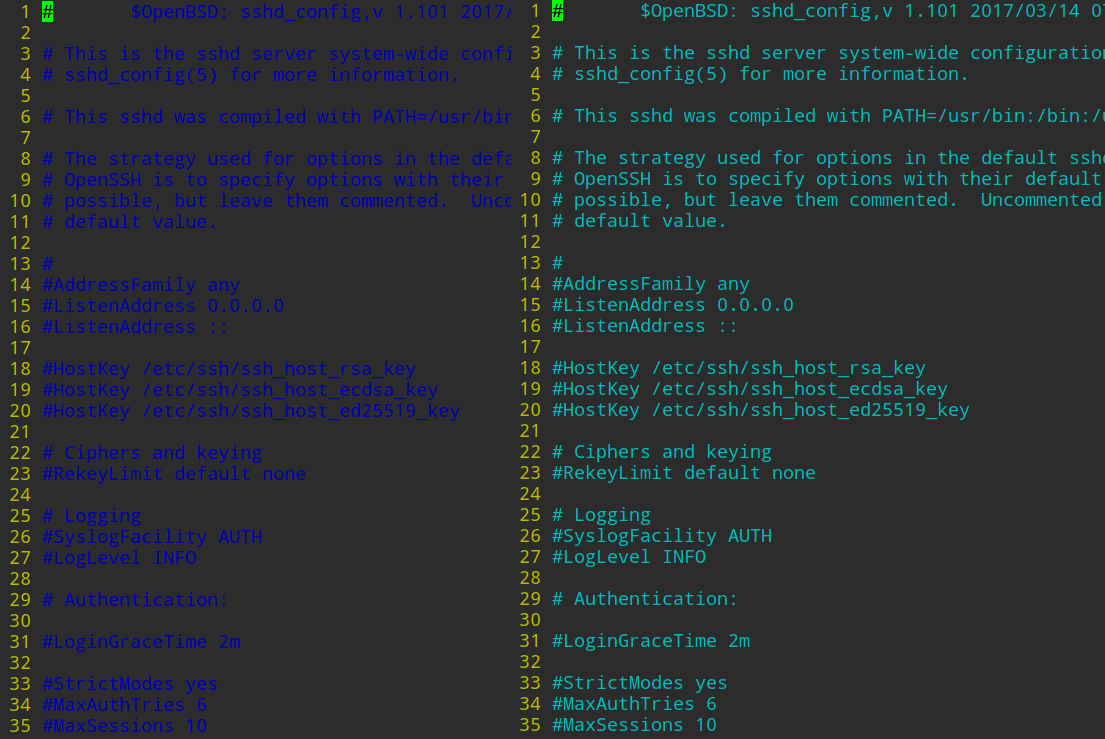 1 #       $OpenBSD: sshd_config,v 1.101 2017/
2
3 # This is the sshd server system-wide confi
4 # sshd_config(5) for more information.
5
6 # This sshd was compiled with PATH=/usr/bin
7
8 # The strategy used for options in the defa
9 # OpenSSH is to specify options with their
10 # possible, but leave them commented.  Unco
11 # default value.
12
13 #
14 #AddressFamily any
15 #ListenAddress 0.0.0.0
16 #ListenAddress ::
17
18 #HostKey /etc/ssh/ssh_host_rsa_key
19 #HostKey /etc/ssh/ssh_host_ecdsa_key
20 #HostKey /etc/ssh/ssh_host_ed25519_key
21
22 # Ciphers and keying
23 #RekeyLimit default none
24
25 # Logging
26 #SyslogFacility AUTH
27 #LogLevel INFO
28
29 # Authentication:
30
31 #LoginGraceTime 2m
32
33 #StrictModes yes
34 #MaxAuthTries 6
35 #MaxSessions 10
1 #       $OpenBSD: sshd_config,v 1.101 2017/03/14 0
2
3 # This is the sshd server system-wide configuration
4 # sshd_config(5) for more information.
5
6 # This sshd was compiled with PATH=/usr/bin:/bin:/u
7
8 # The strategy used for options in the default sshd
9 # OpenSSH is to specify options with their default
10 # possible, but leave them commented.  Uncommented
11 # default value.
12
13 #
14 #AddressFamily any
15 #ListenAddress 0.0.0.0
16 #ListenAddress ::
17
18 #HostKey /etc/ssh/ssh_host_rsa_key
19 #HostKey /etc/ssh/ssh_host_ecdsa_key
20 #HostKey /etc/ssh/ssh_host_ed25519_key
21
22 # Ciphers and keying
23 #RekeyLimit default none
24
25 # Logging
26 #SyslogFacility AUTH
27 #LogLevel INFO
28
29 # Authentication:
30
31 #LoginGraceTime 2m
32
33 #StrictModes yes
34 #MaxAuthTries 6
35 #MaxSessions 10